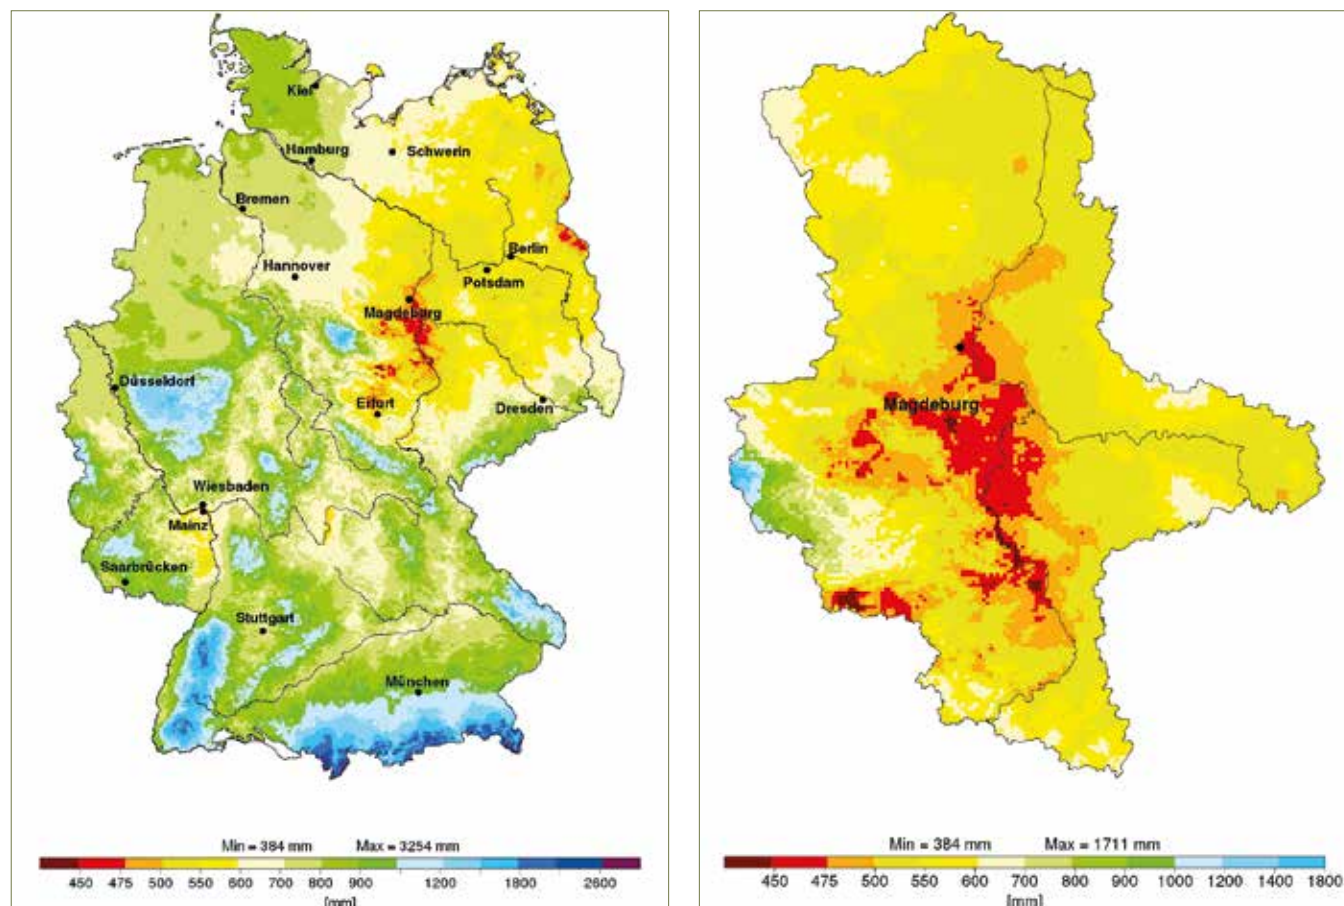 Kiel
Hamburg
Schwerin
Bremen
Berlin
Hannover
Potsdam
Magdeburg
Düsseldorf
Erfurt
Dresden
Wiesbaden
Mainz
Saarbrücken
Stuttgart
München
Min = 384 mm Max = 3254 mm
450 475 500 550 600 700 800 900 1200 1800 2600
[mm]
Magdeburg
Min = 384 mm Max = 1711 mm
450 475 500 550 600 700 800 900 1000 1200 1400 1800
[mm]